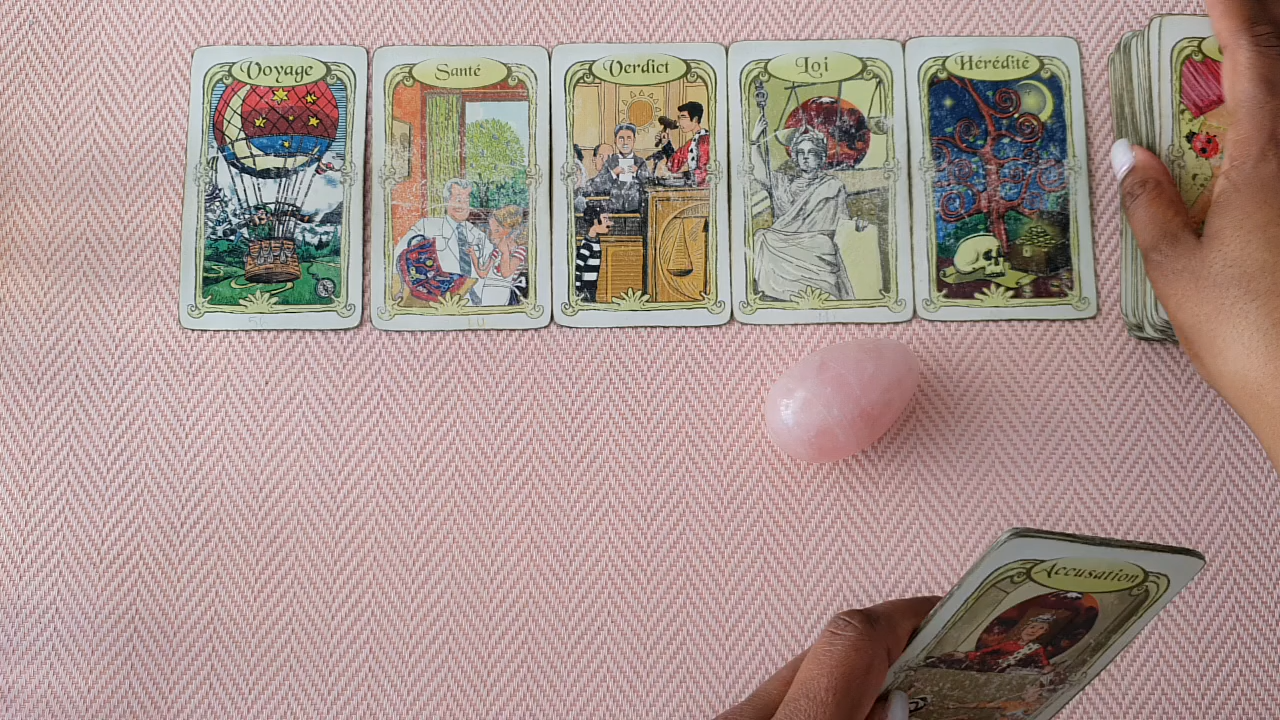 Voyage
Santé
Verdict
Loi
Hérédité
Accusation